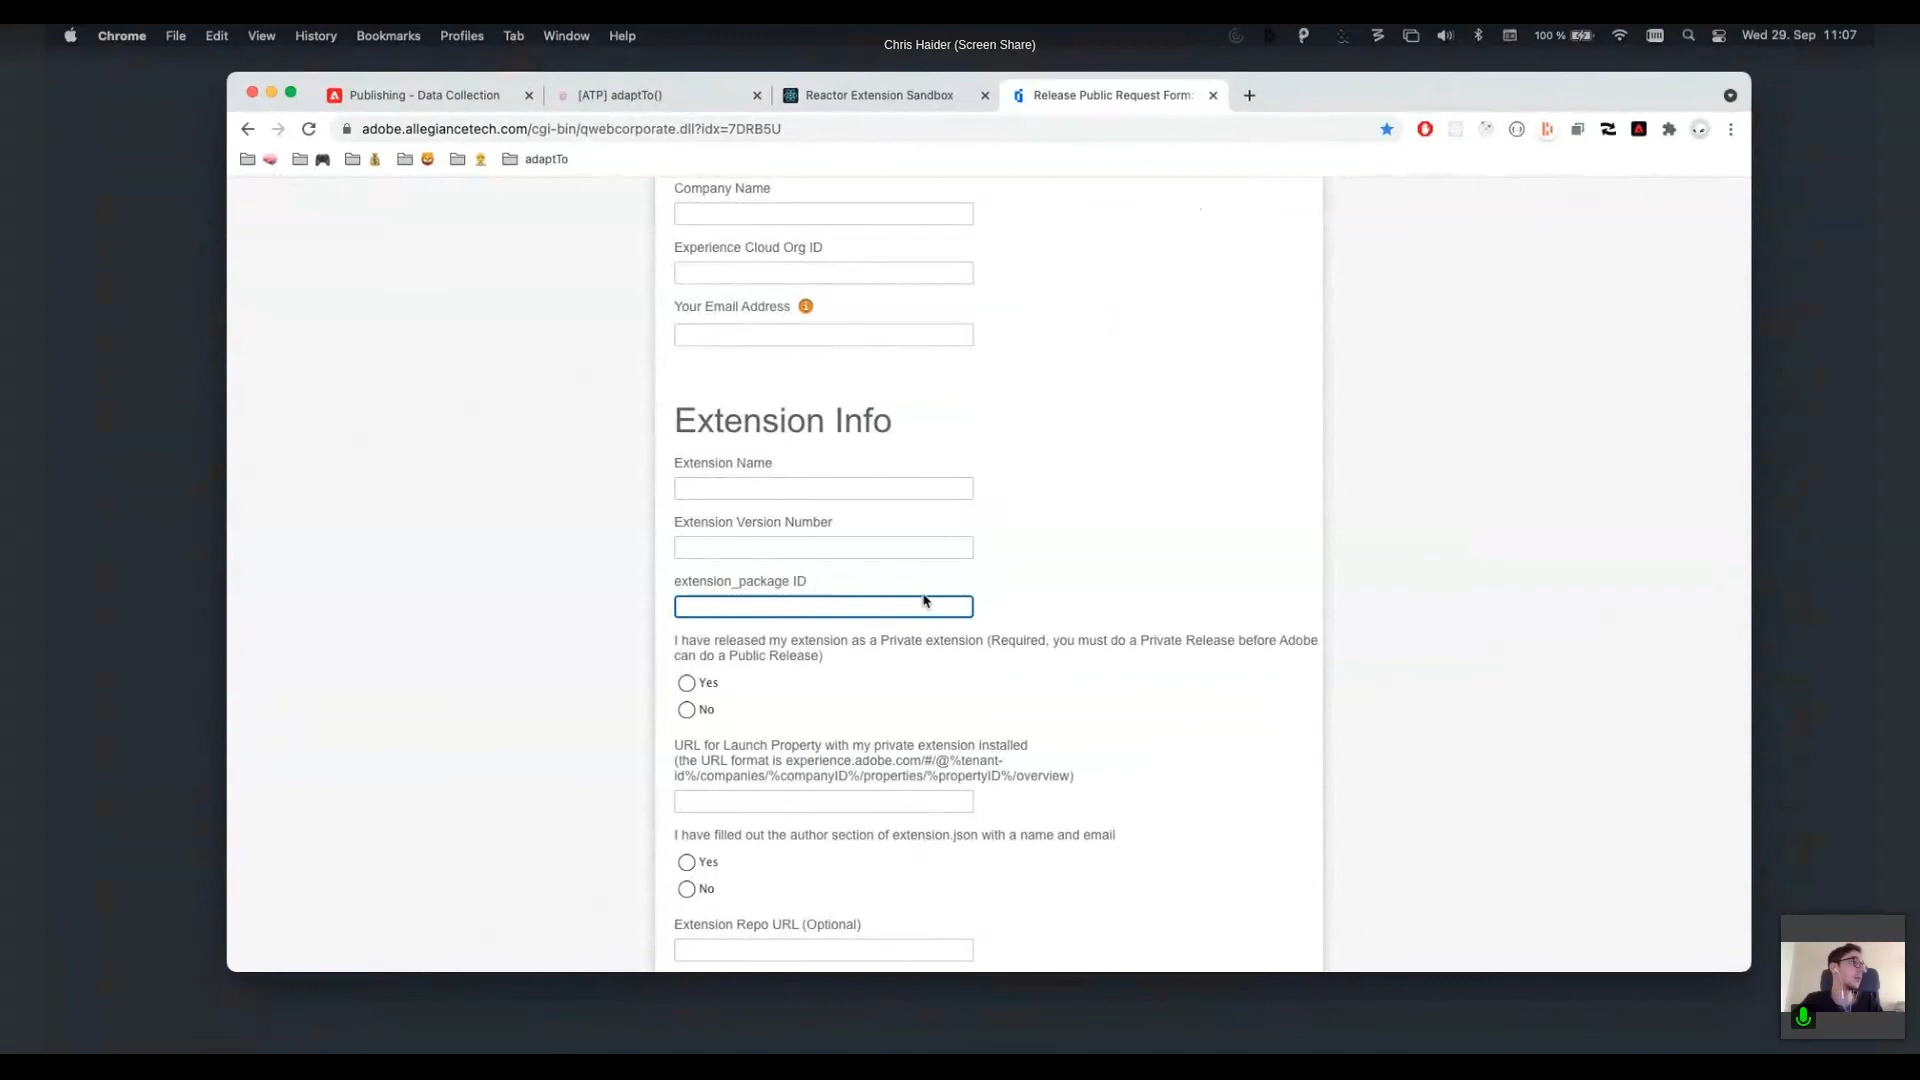 Chrome File Edit View History Bookmarks Profiles Tab Window Help
100 % Wed 29. Sep 11:07
Chris Haider (Screen Share)
Publishing - Data Collection
[ATP] adaptTo()
Reactor Extension Sandbox
Release Public Request Form:
adobe.allegiancetech.com/cgi-bin/qwebcorporate.dll?idx=7DRB5U
adaptTo
Company Name
Experience Cloud Org ID
Your Email Address
Extension Info
Extension Name
Extension Version Number
extension_package ID
I have released my extension as a Private extension (Required, you must do a Private Release before Adobe
can do a Public Release)
Yes
No
URL for Launch Property with my private extension installed
(the URL format is experience.adobe.com/#/@%tenant-
id%/companies/%companyID%/properties/%propertyID%/overview)
I have filled out the author section of extension.json with a name and email
Yes
No
Extension Repo URL (Optional)